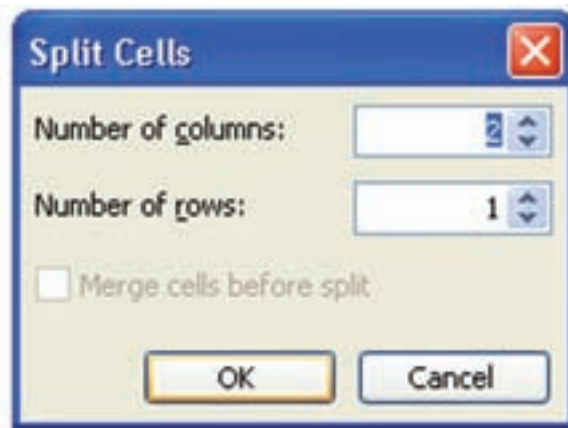 Split Cells
Number of columns: 2
Number of rows: 1
Merge cells before split
OK Cancel